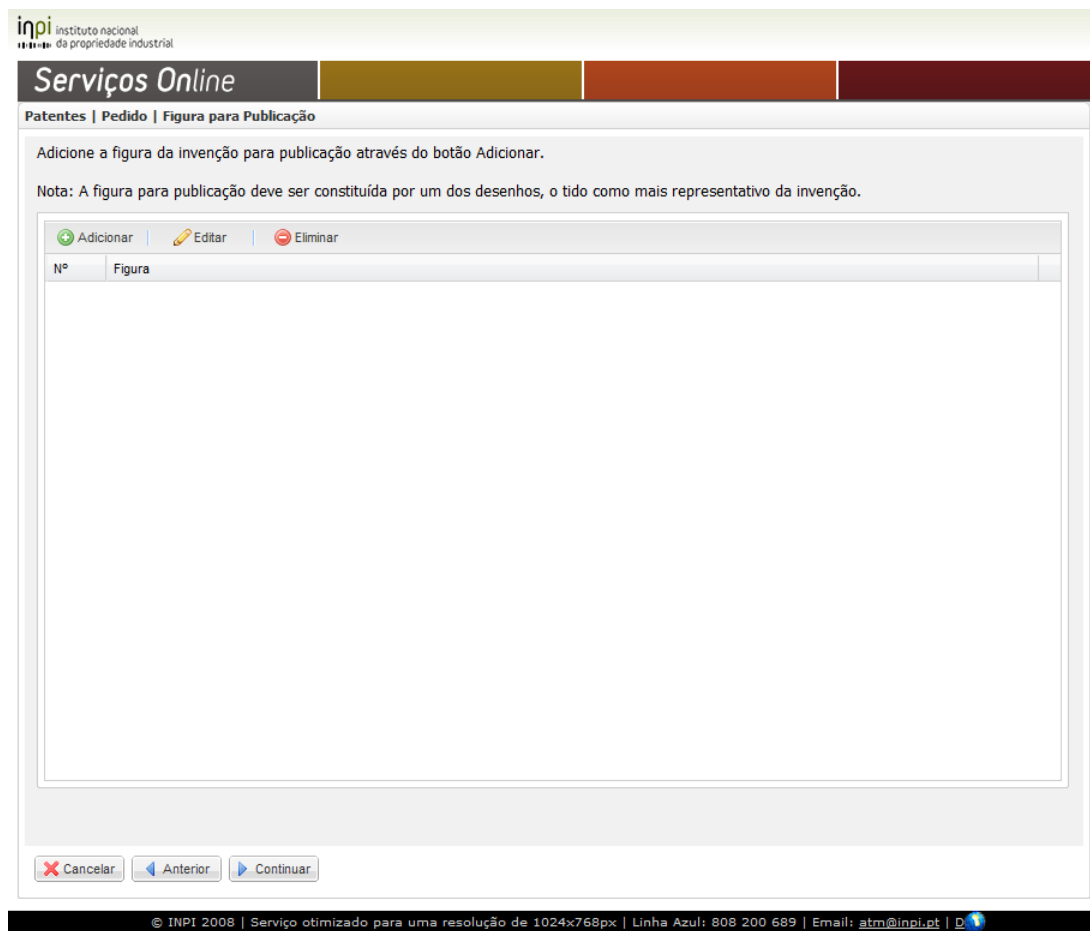 inpi instituto nacional
da propriedade industrial
Serviços Online
Patentes | Pedido | Figura para Publicação
Adicione a figura da invenção para publicação através do botão Adicionar.
Nota: A figura para publicação deve ser constituída por um dos desenhos, o tido como mais representativo da invenção.
Adicionar | Editar | Eliminar
Nº Figura
Cancelar Anterior Continuar
© INPI 2008 | Serviço otimizado para uma resolução de 1024x768px | Linha Azul: 808 200 689 | Email: atm@inpi.pt | D